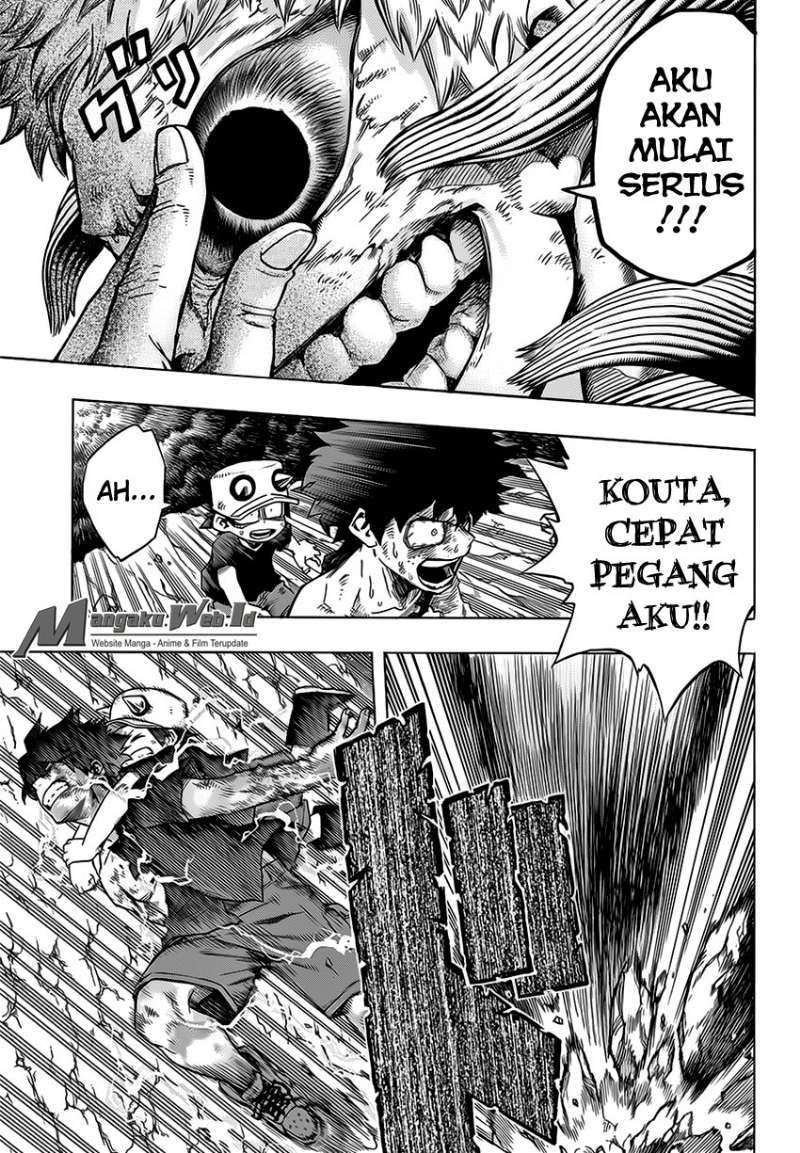 AKU
AKAN
MULAI
SERIUS
!!!
グリ
KOUTA,
CEPAT
PEGANG
AKU!!
AH...
Mangaku.Web.Id
Website Manga - Anime & Film Terupdate